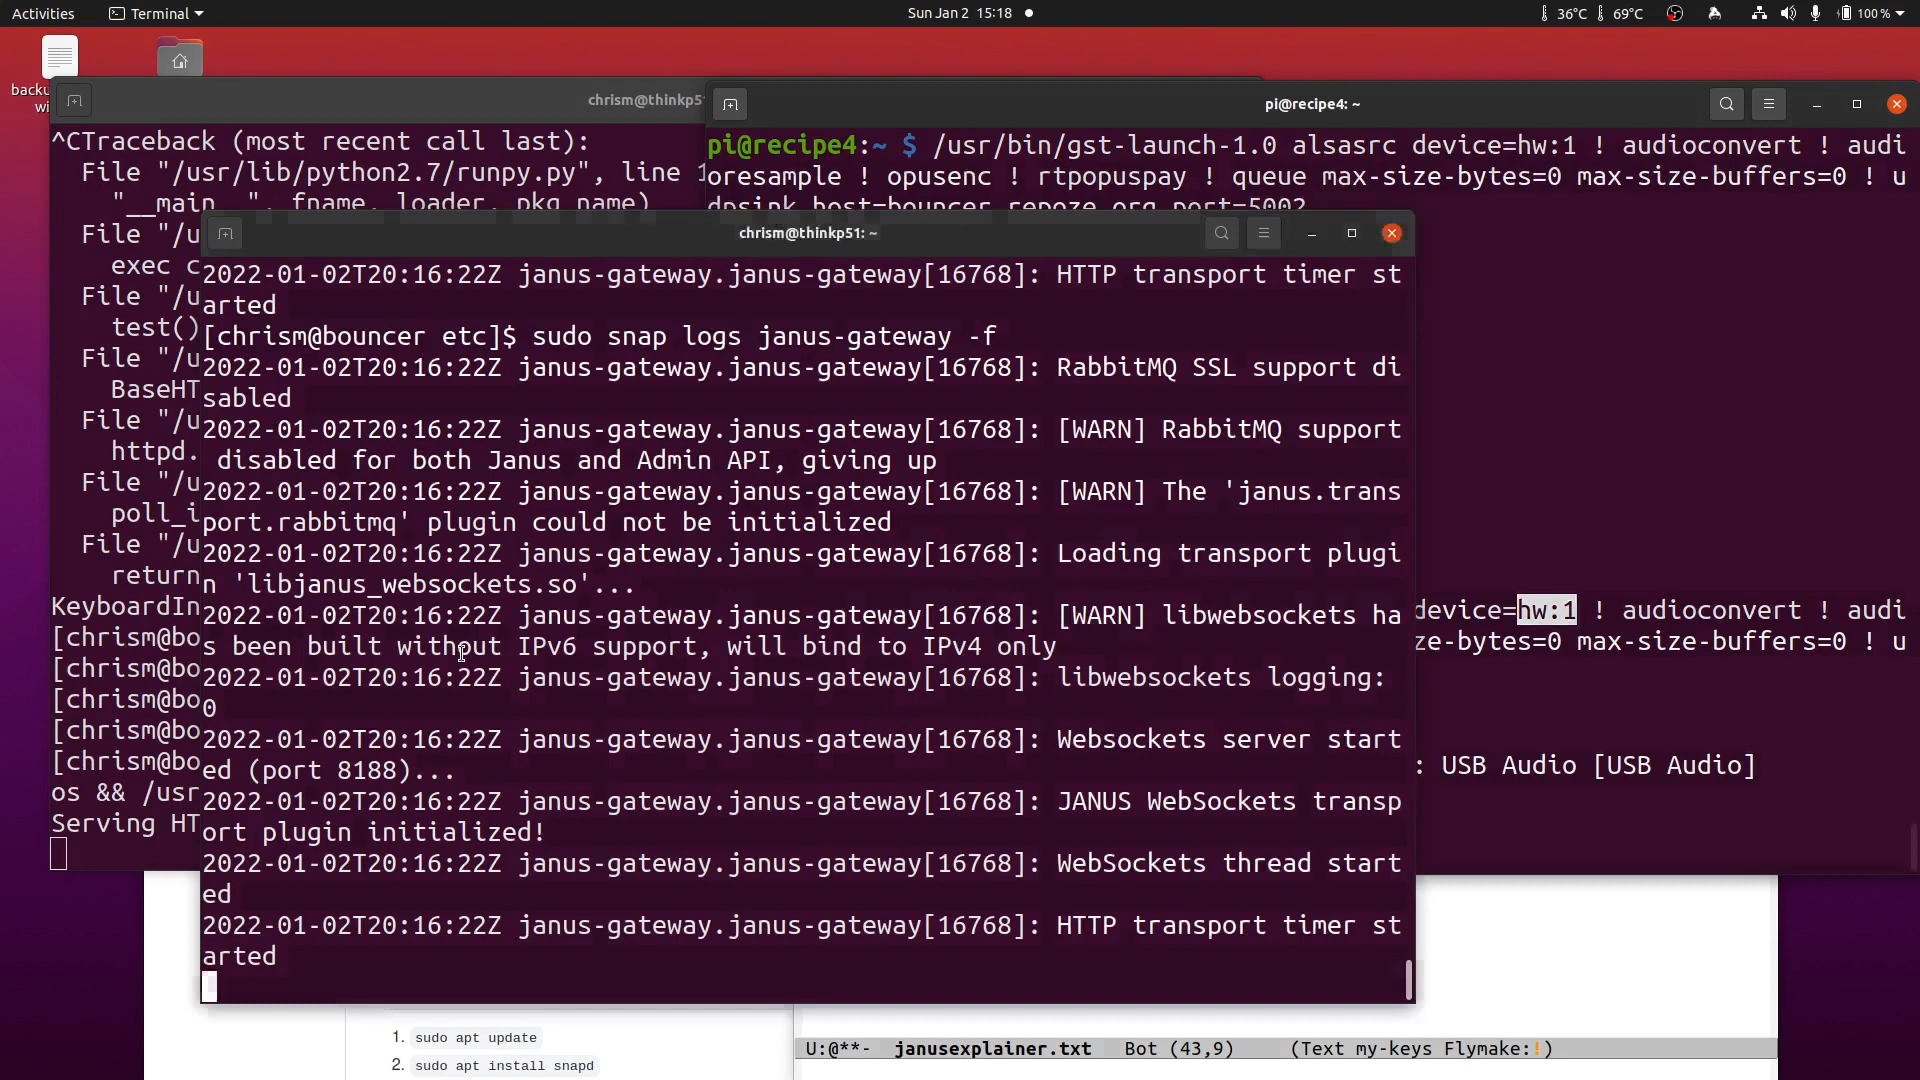 Activities
Terminal
Sun Jan 2 15:18
36°C
69°C
100 %
backu
wi
chrism@thinkp51
^CTraceback (most recent call last):
File "/usr/lib/python2.7/runpy.py", line 1
"__main__", fname, loader, pkg_name)
File "/u
exec c
File "/u
test()
File "/u
BaseHT
File "/u
httpd.
File "/u
poll_i
File "/u
return
KeyboardIn
[chrism@bo
[chrism@bo
[chrism@bo
[chrism@bo
[chrism@bo
os && /usr
Serving HT
pi@recipe4: ~
pi@recipe4:~ $ /usr/bin/gst-launch-1.0 alsasrc device=hw:1 ! audioconvert ! audi
oresample ! opusenc ! rtpopuspay ! queue max-size-bytes=0 max-size-buffers=0 ! u
dpsink host=bouncer.repoze.org port=5002
device=hw:1 ! audioconvert ! audi
ze-bytes=0 max-size-buffers=0 ! u
: USB Audio [USB Audio]
chrism@thinkp51: ~
2022-01-02T20:16:22Z janus-gateway.janus-gateway[16768]: HTTP transport timer st
arted
[chrism@bouncer etc]$ sudo snap logs janus-gateway -f
2022-01-02T20:16:22Z janus-gateway.janus-gateway[16768]: RabbitMQ SSL support di
sabled
2022-01-02T20:16:22Z janus-gateway.janus-gateway[16768]: [WARN] RabbitMQ support
disabled for both Janus and Admin API, giving up
2022-01-02T20:16:22Z janus-gateway.janus-gateway[16768]: [WARN] The 'janus.trans
port.rabbitmq' plugin could not be initialized
2022-01-02T20:16:22Z janus-gateway.janus-gateway[16768]: Loading transport plugi
n 'libjanus_websockets.so'...
2022-01-02T20:16:22Z janus-gateway.janus-gateway[16768]: [WARN] libwebsockets ha
s been built without IPv6 support, will bind to IPv4 only
2022-01-02T20:16:22Z janus-gateway.janus-gateway[16768]: libwebsockets logging:
0
2022-01-02T20:16:22Z janus-gateway.janus-gateway[16768]: Websockets server start
ed (port 8188)...
2022-01-02T20:16:22Z janus-gateway.janus-gateway[16768]: JANUS WebSockets transp
ort plugin initialized!
2022-01-02T20:16:22Z janus-gateway.janus-gateway[16768]: WebSockets thread start
ed
2022-01-02T20:16:22Z janus-gateway.janus-gateway[16768]: HTTP transport timer st
arted
1. sudo apt update
2. sudo apt install snapd
U:@**- janusexplainer.txt Bot (43,9) (Text my-keys Flymake:!)